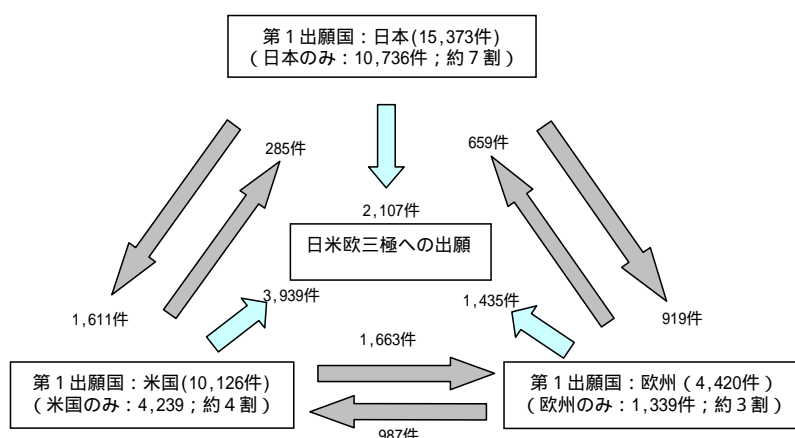 第1出願国：日本(15,373件)
(日本のみ：10,736件；約7割)
285件
659件
2,107件
日米欧三極への出願
3,939件
1,435件
1,611件
919件
1,663件
第1出願国：米国(10,126件)
(米国のみ：4,239；約4割)
第1出願国：欧州(4,420件)
(欧州のみ：1,339件；約3割)
987件